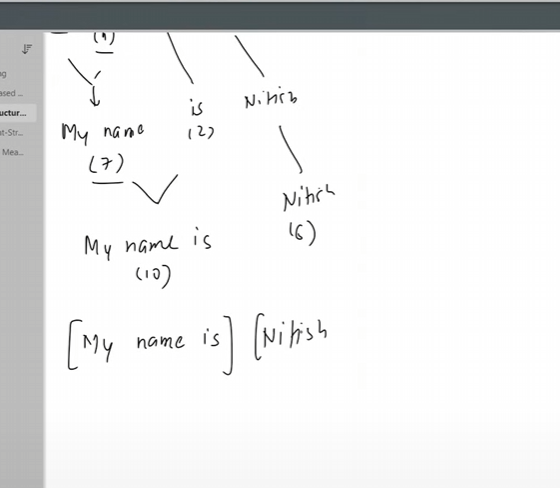 (4)
ng
ased ...
uctur...
nt-Str...
Mea...
is Nitish
My name (2)
(7)
Nitish
(6)
My name is
(10)
[My name is] [Nitish